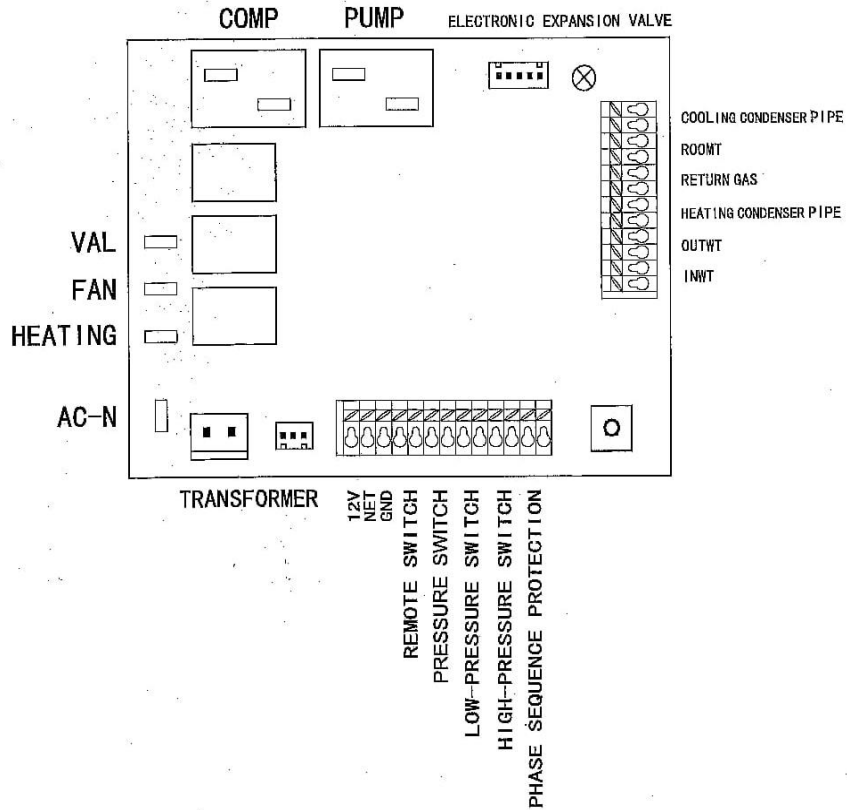 COMP
PUMP
ELECTRONIC EXPANSION VALVE
COOLING CONDENSER PIPE
ROOMT
RETURN GAS
HEATING CONDENSER PIPE
OUTWT
INWT
VAL
FAN
HEATING
AC-N
TRANSFORMER
12V
NET
GND
REMOTE SWITCH
PRESSURE SWITCH
LOW-PRESSURE SWITCH
HIGH-PRESSURE SWITCH
PHASE SEQUENCE PROTECTION